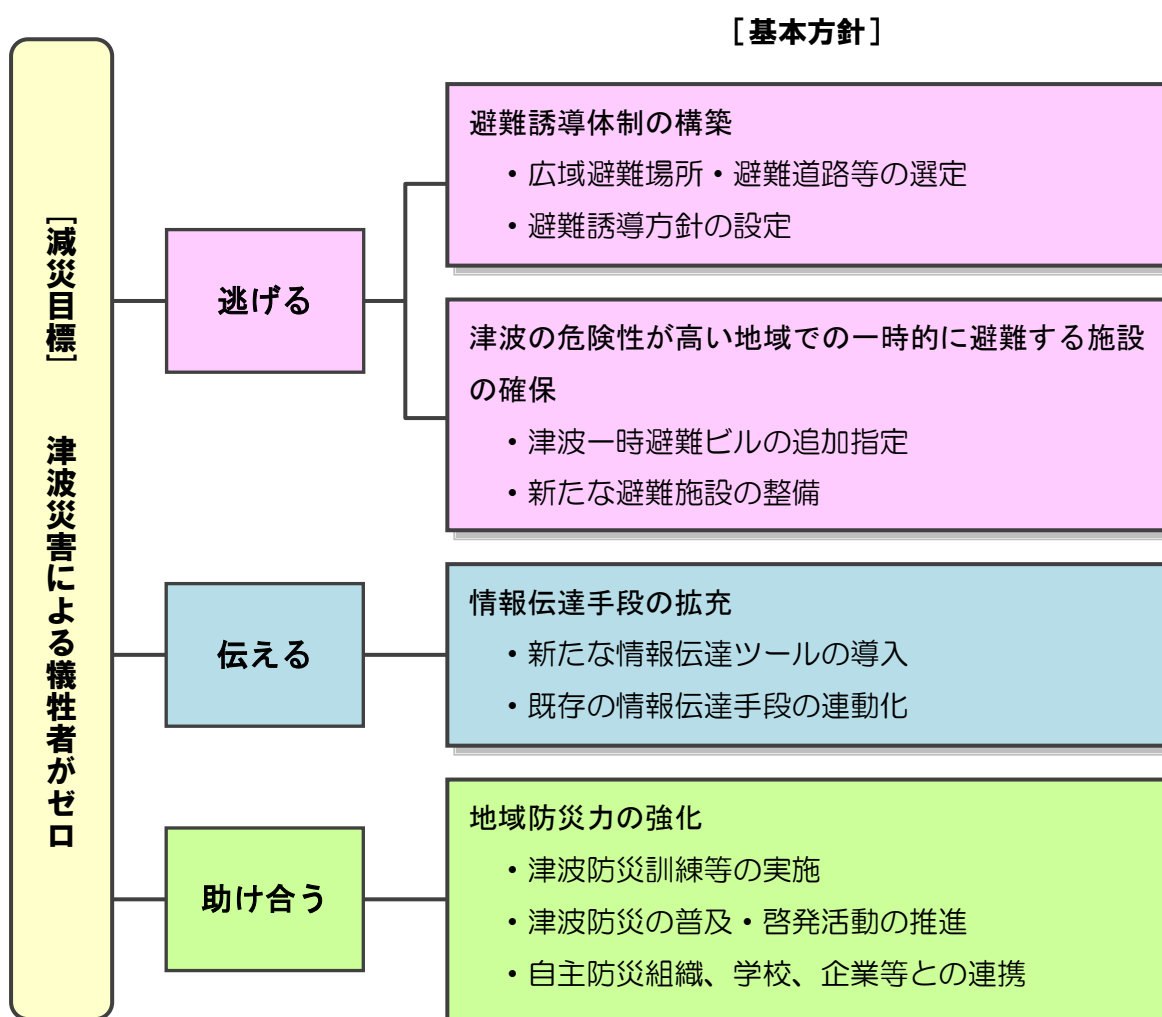 [基本方針]
[減災目標] 津波災害による犠牲者がゼロ
逃げる
避難誘導体制の構築
・広域避難場所・避難道路等の選定
・避難誘導方針の設定
津波の危険性が高い地域での一時的に避難する施設
の確保
・津波一時避難ビルの追加指定
・新たな避難施設の整備
伝える
情報伝達手段の拡充
・新たな情報伝達ツールの導入
・既存の情報伝達手段の連動化
助け合う
地域防災力の強化
・津波防災訓練等の実施
・津波防災の普及・啓発活動の推進
・自主防災組織、学校、企業等との連携